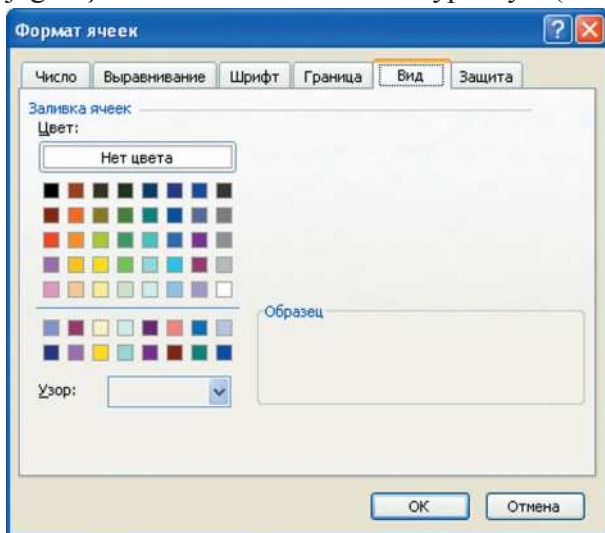 Формат ячеек
Число Выравнивание Шрифт Граница Вид Защита
Заливка ячеек
Цвет:
Нет цвета
Образец
Узор:
ОК Отмена